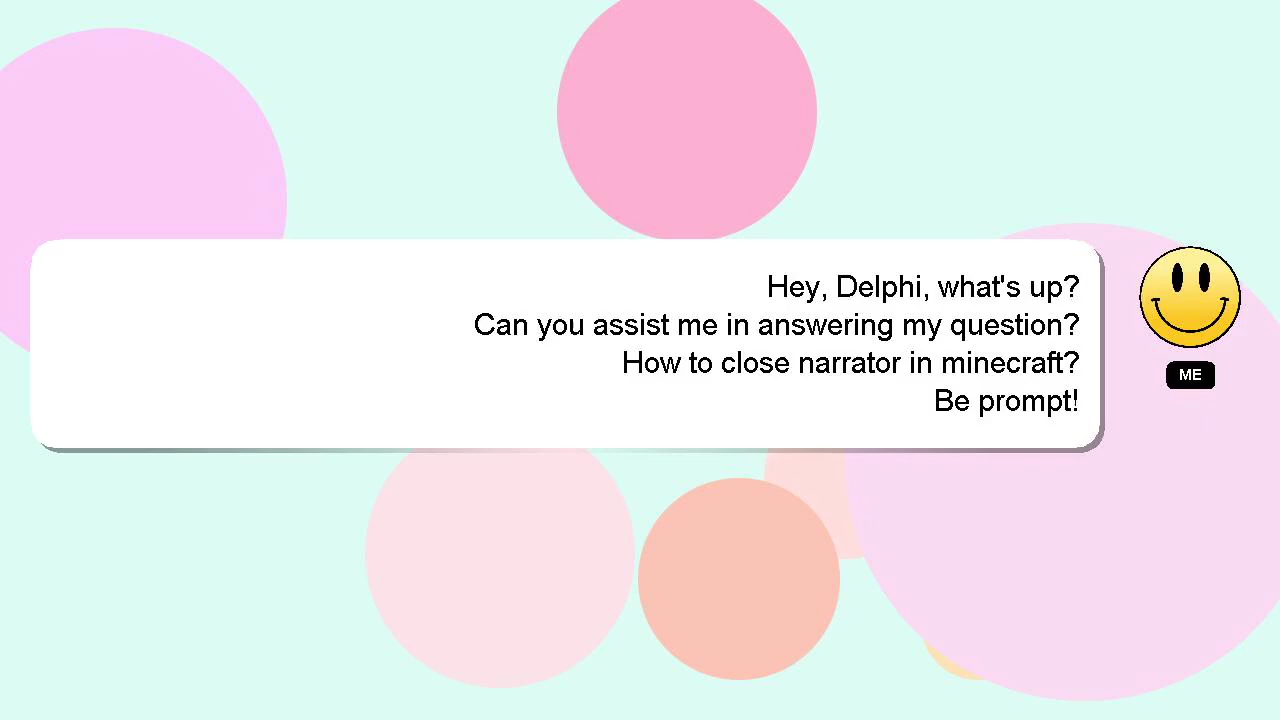 Hey, Delphi, what's up?
Can you assist me in answering my question?
How to close narrator in minecraft?
Be prompt!
ME